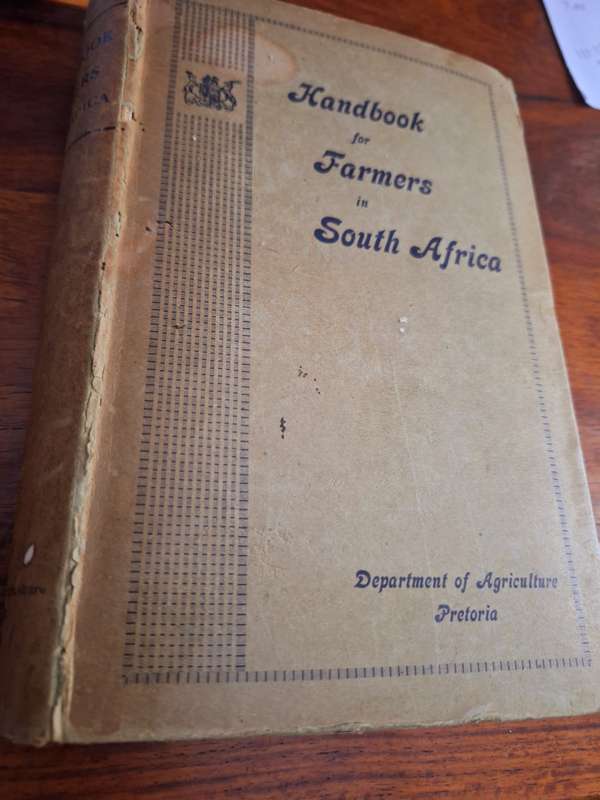 Handbook
for
Farmers
in
South Africa
Department of Agriculture
Pretoria